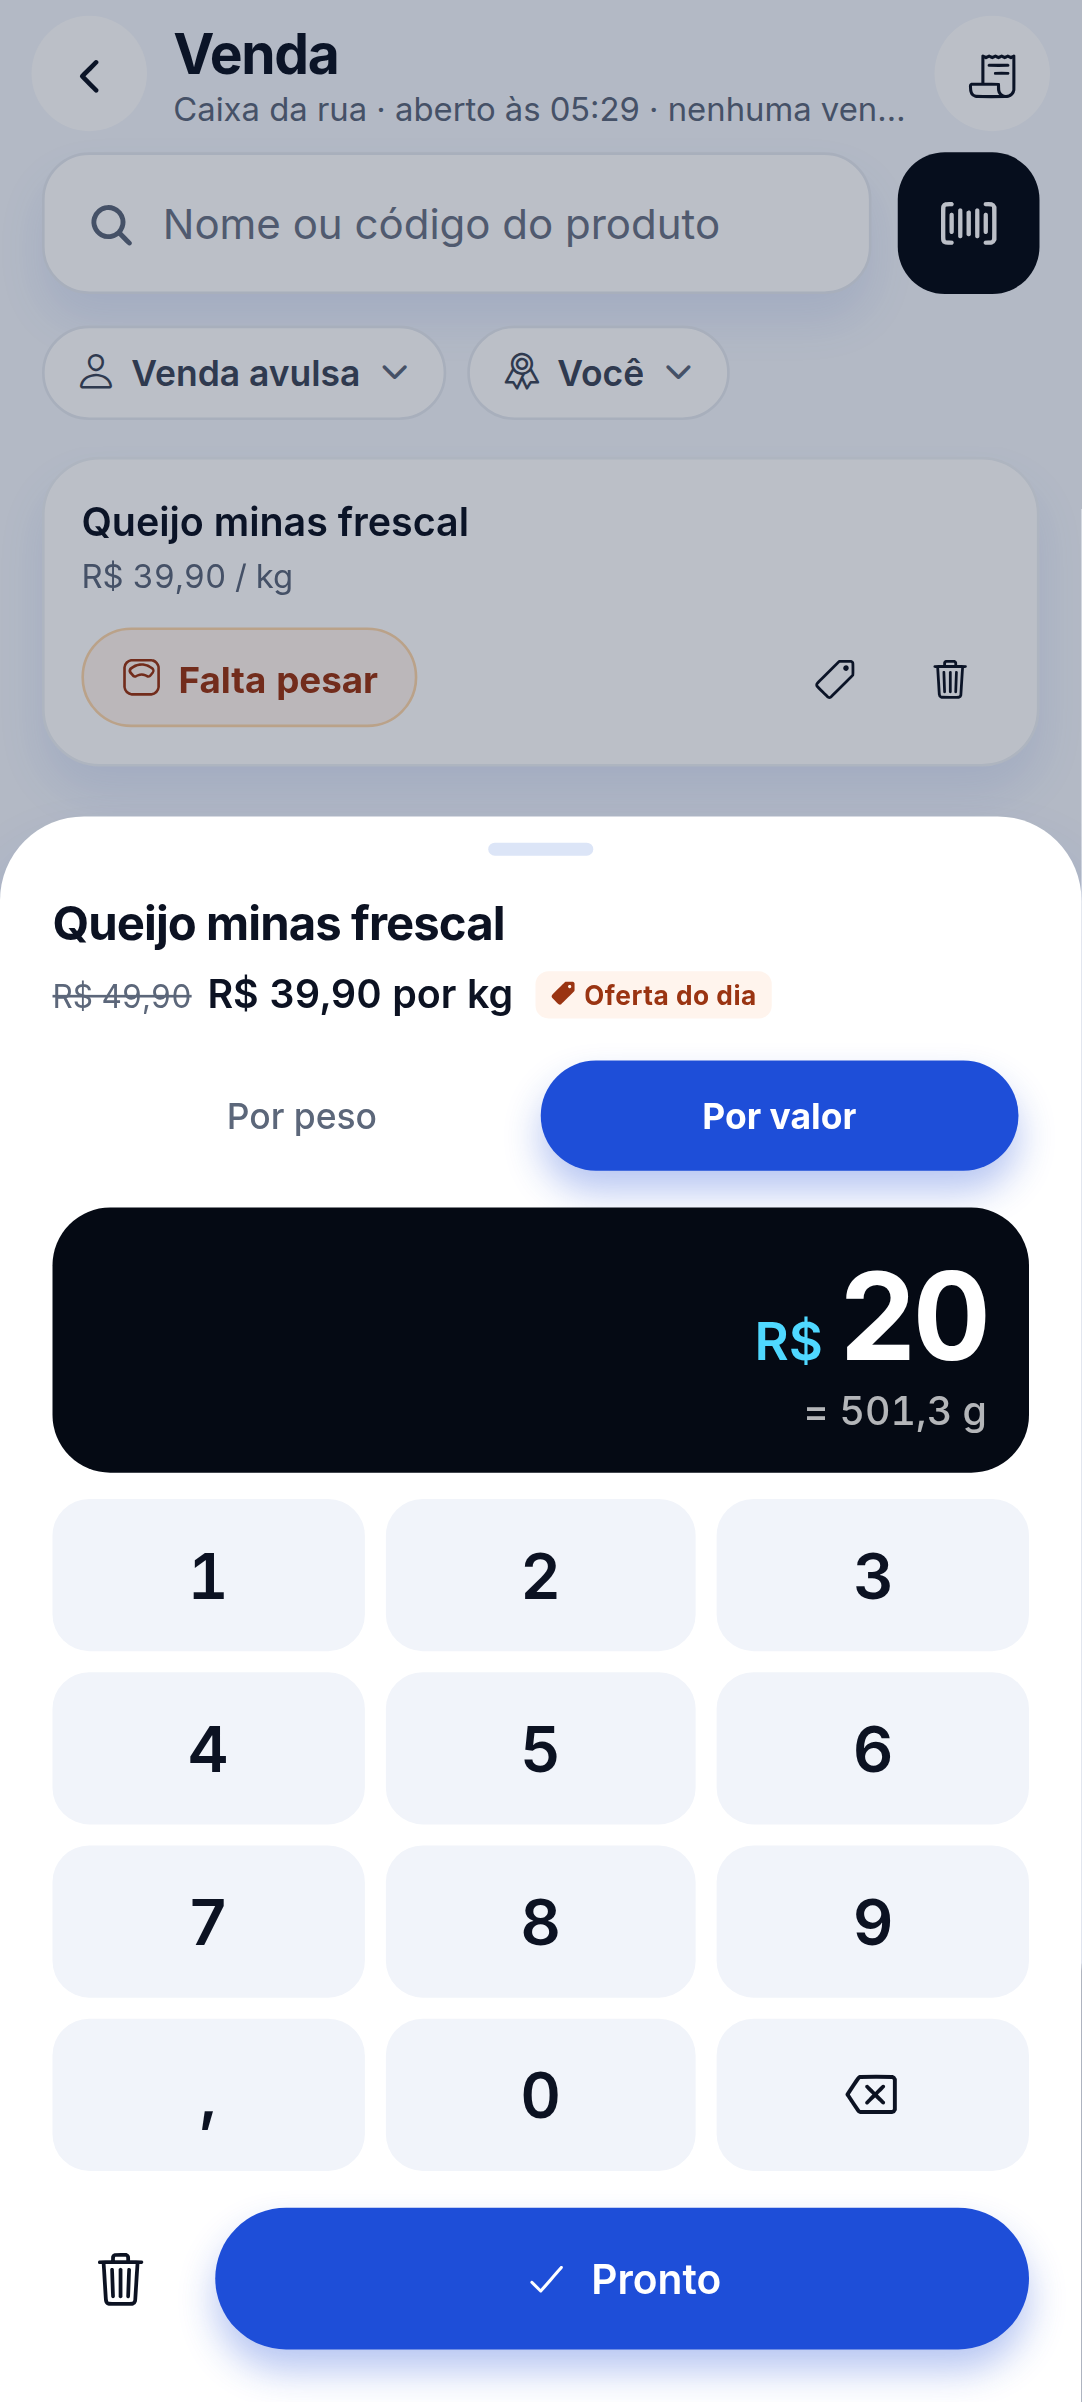 Venda
Caixa da rua · aberto às 05:29 · nenhuma ven...
Nome ou código do produto
Venda avulsa
Você
Queijo minas frescal
R$ 39,90 / kg
Falta pesar
Queijo minas frescal
R$ 49,90 R$ 39,90 por kg Oferta do dia
Por peso
Por valor
R$ 20
= 501,3 g
1 2 3
4 5 6
7 8 9
, 0
Pronto